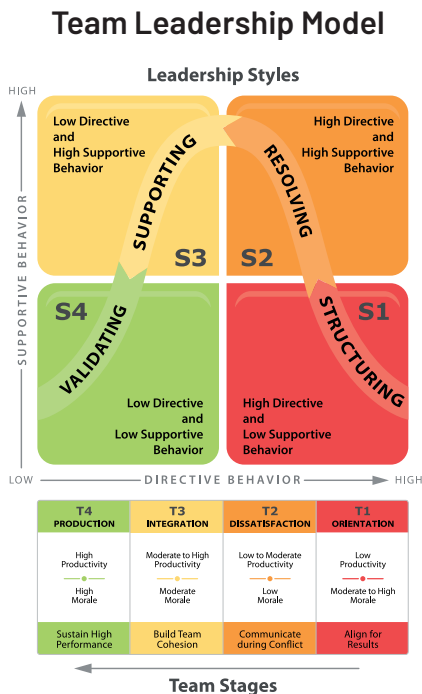 Team Leadership Model
Leadership Styles
HIGH
SUPPORTIVE BEHAVIOR
Low Directive
and
High Supportive
Behavior
SUPPORTING
S3
High Directive
and
High Supportive
Behavior
RESOLVING
S2
S4
VALIDATING
Low Directive
and
Low Supportive
Behavior
S1
STRUCTURING
High Directive
and
Low Supportive
Behavior
LOW
DIRECTIVE BEHAVIOR
HIGH
T4
PRODUCTION
High
Productivity
High
Morale
Sustain High
Performance
T3
INTEGRATION
Moderate to High
Productivity
Moderate
Morale
Build Team
Cohesion
T2
DISSATISFACTION
Low to Moderate
Productivity
Low
Morale
Communicate
during Conflict
T1
ORIENTATION
Low
Productivity
Moderate to High
Morale
Align for
Results
Team Stages